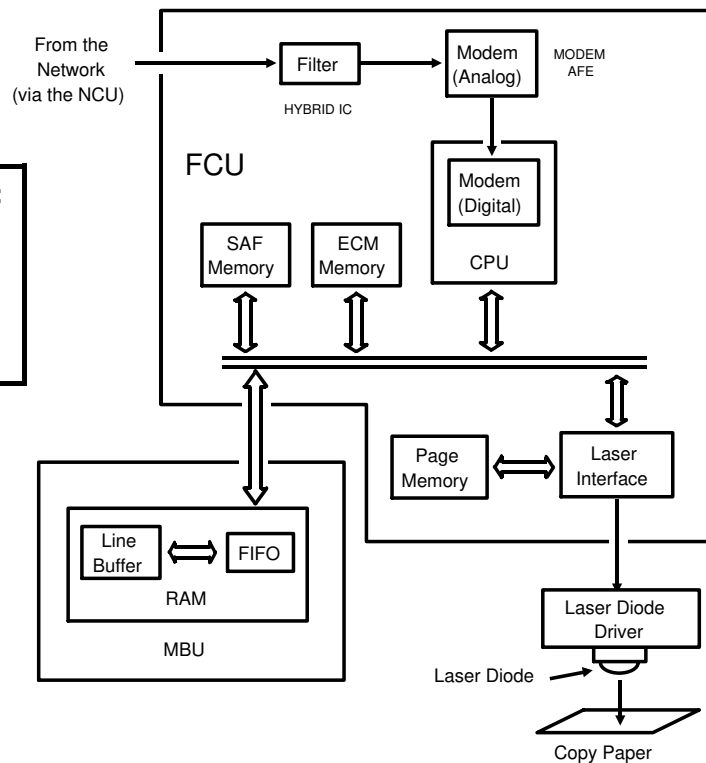 From the
Network
(via the NCU)
Filter
HYBRID IC
Modem
(Analog)
MODEM
AFE
FCU
Modem
(Digital)
CPU
SAF
Memory
ECM
Memory
Page
Memory
Laser
Interface
Line
Buffer
FIFO
RAM
MBU
Laser Diode
Driver
Laser Diode
Copy Paper